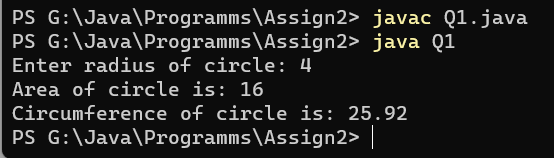 PS G:\Java\Programms\Assign2> javac Q1.java
PS G:\Java\Programms\Assign2> java Q1
Enter radius of circle: 4
Area of circle is: 16
Circumference of circle is: 25.92
PS G:\Java\Programms\Assign2>